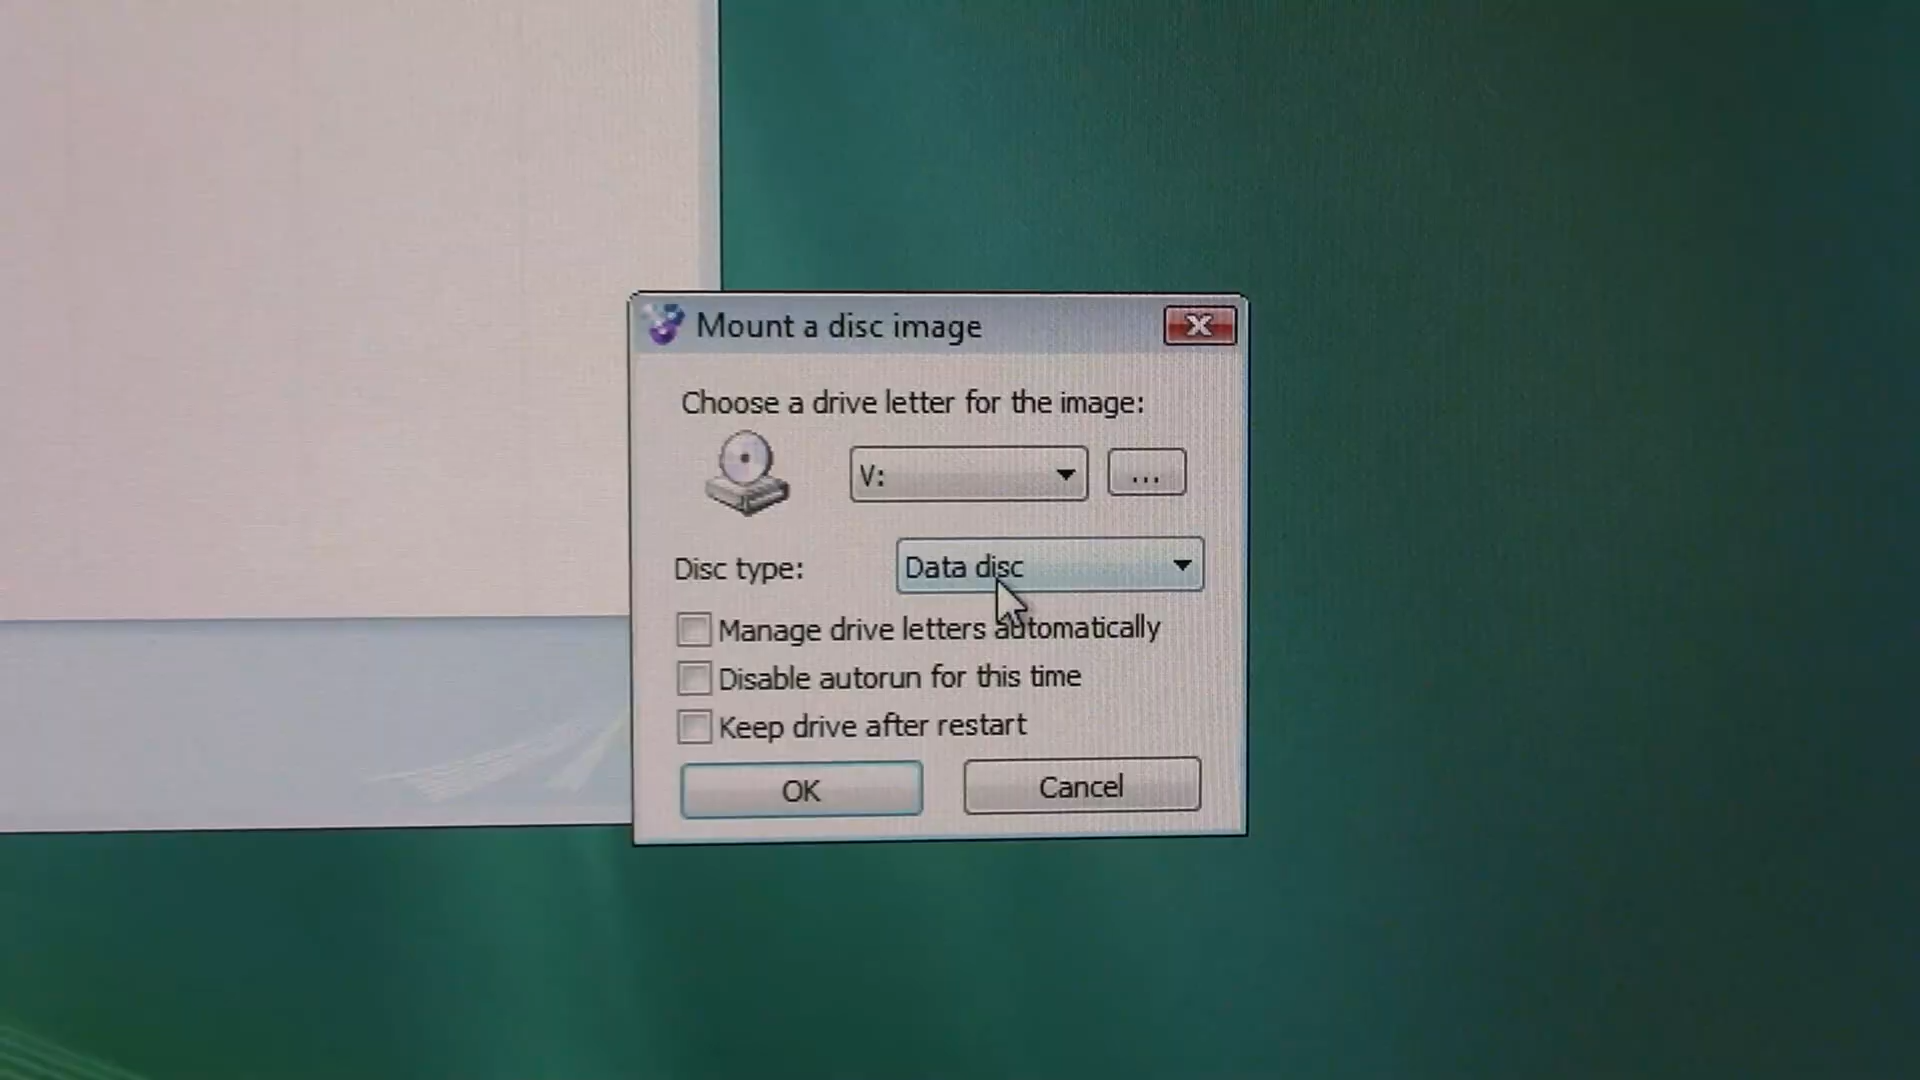 Mount a disc image
Choose a drive letter for the image:
V:
...
Disc type:
Data disc
Manage drive letters automatically
Disable autorun for this time
Keep drive after restart
OK
Cancel